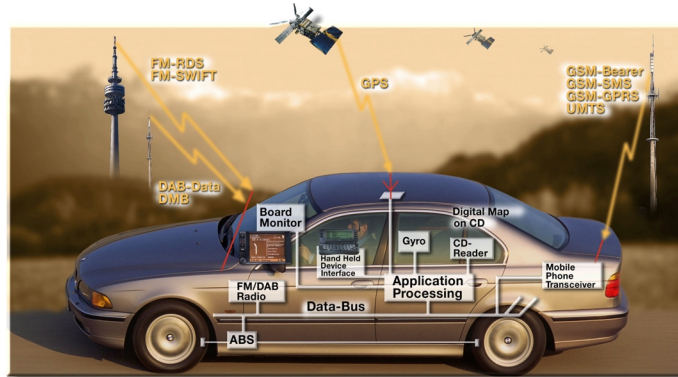 FM-RDS
FM-SWIFT
GPS
GSM-Bearer
GSM-SMS
GSM-GPRS
UMTS
DAB-Data
DMB
Board
Monitor
Digital Map
on CD
Gyro
CD-
Reader
Hand Held
Device
Interface
Application
Processing
Mobile
Phone
Transceiver
FM/DAB
Radio
Data-Bus
ABS